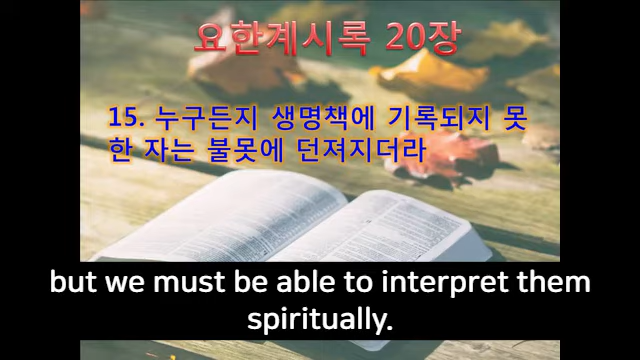 요한계시록 20장
15. 누구든지 생명책에 기록되지 못
한 자는 불못에 던져지더라
but we must be able to interpret them
spiritually.